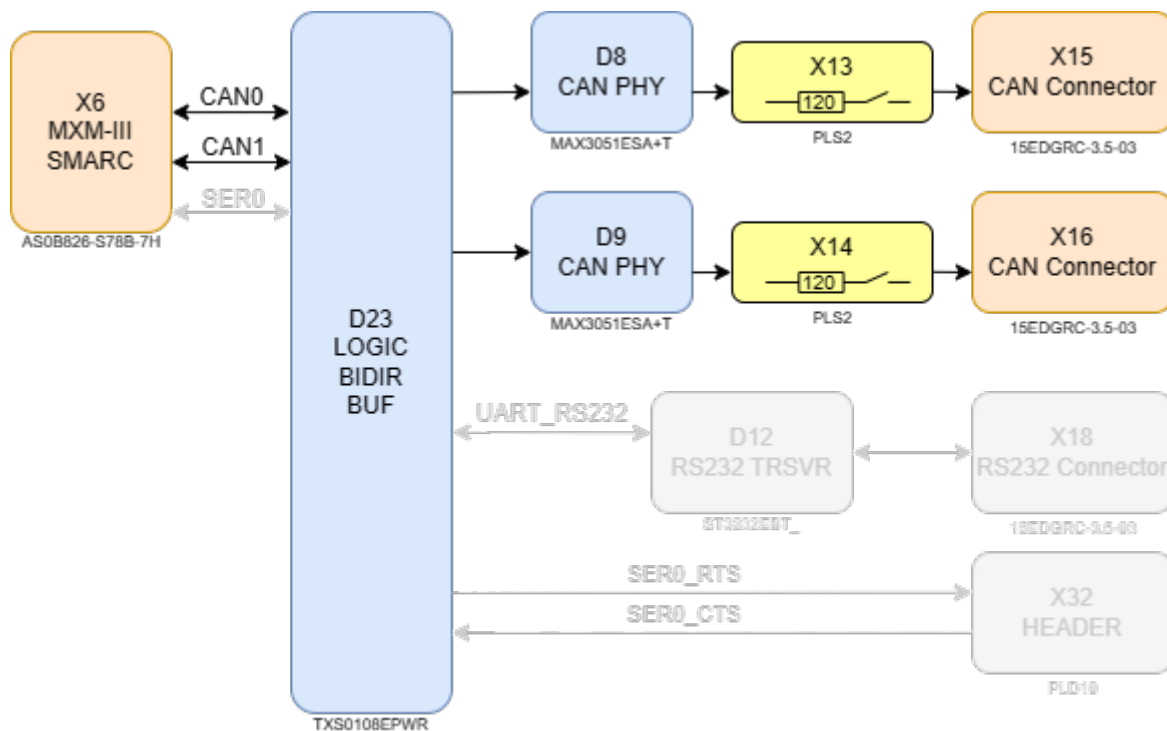 X6
MXM-III
SMARC
AS0B826-S78B-7H
CAN0
CAN1
SER0
D23
LOGIC
BIDIR
BUF
TXS0108EPWR
D8
CAN PHY
MAX3051ESA+T
X13
120
PLS2
X15
CAN Connector
15EDGRC-3.5-03
D9
CAN PHY
MAX3051ESA+T
X14
120
PLS2
X16
CAN Connector
15EDGRC-3.5-03
UART_RS232
D12
RS232 TRSVR
ST3232EBT_
X18
RS232 Connector
15EDGRC-3.5-03
SER0_RTS
SER0_CTS
X32
HEADER
PLD10